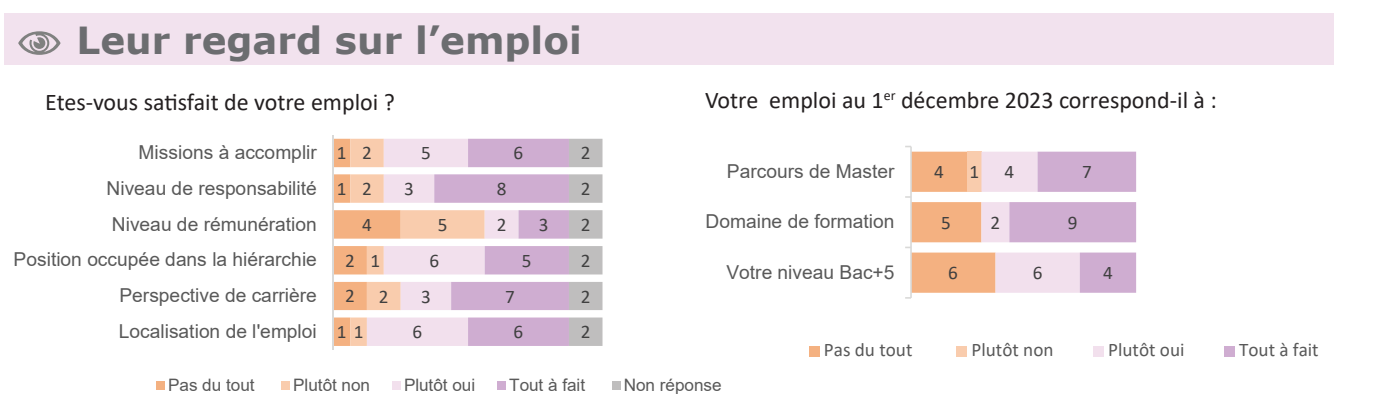 Leur regard sur l’emploi
Etes-vous satisfait de votre emploi ?
Missions à accomplir 1 2 5 6 2
Niveau de responsabilité 1 2 3 8 2
Niveau de rémunération 4 5 2 3 2
Position occupée dans la hiérarchie 2 1 6 5 2
Perspective de carrière 2 2 3 7 2
Localisation de l'emploi 1 1 6 6 2
Pas du tout Plutôt non Plutôt oui Tout à fait Non réponse
Votre emploi au 1er décembre 2023 correspond-il à :
Parcours de Master 4 1 4 7
Domaine de formation 5 2 9
Votre niveau Bac+5 6 6 4
Pas du tout Plutôt non Plutôt oui Tout à fait